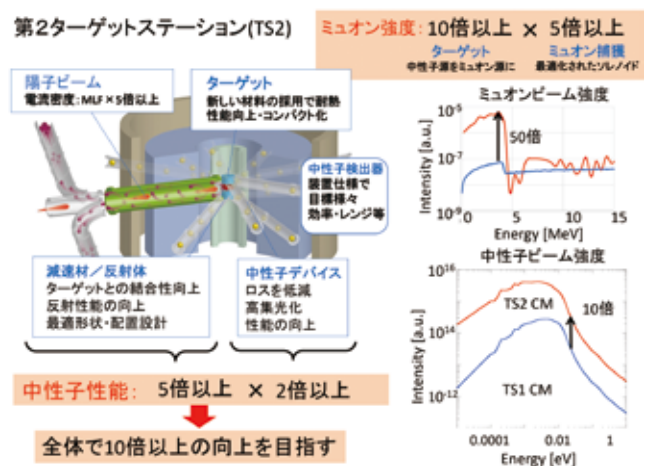 第２ターゲットステーション(TS2)
ミュオン強度: 10倍以上 × 5倍以上
ターゲット
中性子源をミュオン源に
ミュオン捕獲
最適化されたソレノイド
陽子ビーム
電流密度:MLF×5倍以上
ターゲット
新しい材料の採用で耐熱
性能向上・コンパクト化
中性子検出器
装置仕様で
目標様々
効率・レンジ等
減速材／反射体
ターゲットとの結合性向上
反射性能の向上
最適形状・配置設計
中性子デバイス
ロスを低減
高集光化
性能の向上
中性子性能: 5倍以上 × 2倍以上
全体で10倍以上の向上を目指す
ミュオンビーム強度
Intensity [a.u.]
10-5
10-7
10-9
50倍
0 5 10 15
Energy [MeV]
中性子ビーム強度
Intensity [a.u.]
1016
1014
10-12
TS2 CM
10倍
TS1 CM
0.0001 0.01 1
Energy [eV]